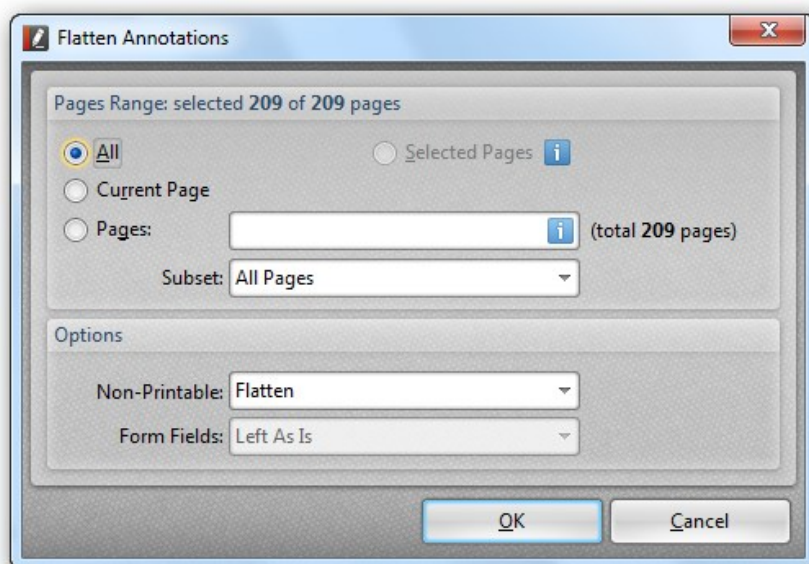 Flatten Annotations
Pages Range: selected 209 of 209 pages
All
Selected Pages
i
Current Page
Pages:
i
(total 209 pages)
Subset:
All Pages
Options
Non-Printable:
Flatten
Form Fields:
Left As Is
OK
Cancel